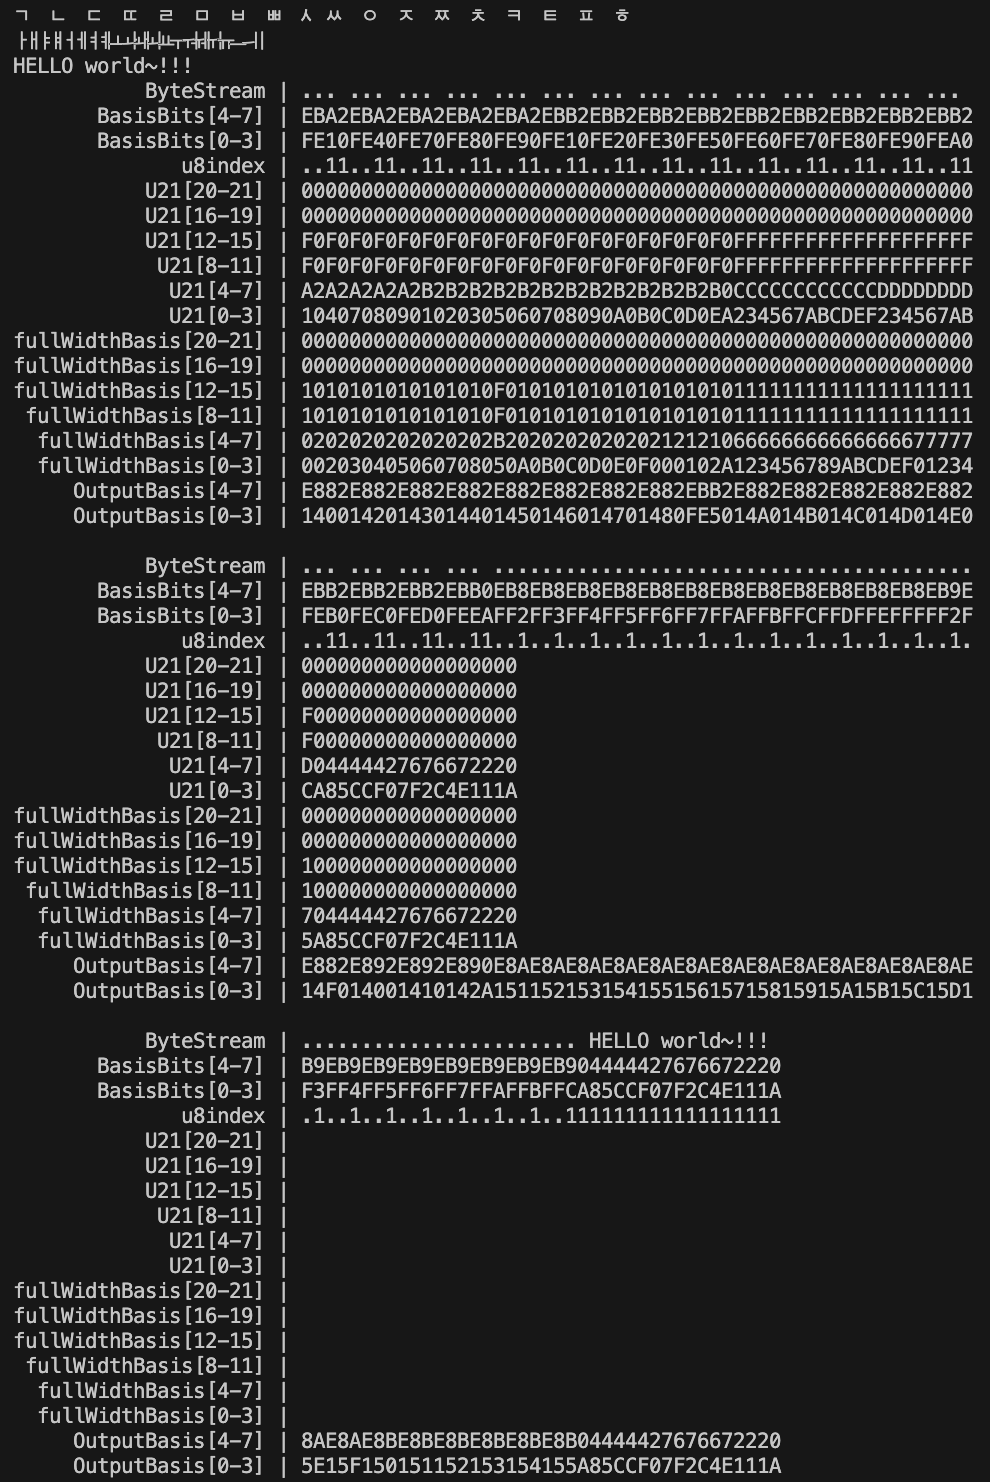 ㄱ ㄴ ㄷ ㄸ ㄹ ㅁ ㅂ ㅃ ㅅ ㅆ ㅇ ㅈ ㅉ ㅊ ㅋ ㅌ ㅍ ㅎ
ㅏㅐㅑㅒㅓㅔㅕㅖㅗㅘㅙㅚㅛㅜㅝㅞㅟㅠㅡㅢㅣ
HELLO world~!!!
ByteStream | ... ... ... ... ... ... ... ... ... ... ... ... ... ...
BasisBits[4-7] | EBA2EBA2EBA2EBA2EBA2EBB2EBB2EBB2EBB2EBB2EBB2EBB2EBB2EBB2
BasisBits[0-3] | FE10FE40FE70FE80FE90FE10FE20FE30FE50FE60FE70FE80FE90FEA0
u8index | ..11..11..11..11..11..11..11..11..11..11..11..11..11..11
U21[20-21] | 00000000000000000000000000000000000000000000000000000000
U21[16-19] | 00000000000000000000000000000000000000000000000000000000
U21[12-15] | F0F0F0F0F0F0F0F0F0F0F0F0F0F0F0F0F0F0FFFFFFFFFFFFFFFFFFFF
U21[8-11] | F0F0F0F0F0F0F0F0F0F0F0F0F0F0F0F0F0F0FFFFFFFFFFFFFFFFFFFF
U21[4-7] | A2A2A2A2A2B2B2B2B2B2B2B2B2B2B2B2B2B0CCCCCCCCCCCCDDDDDDDD
U21[0-3] | 10407080901020305060708090A0B0C0D0EA234567ABCDEF234567AB
fullWidthBasis[20-21] | 00000000000000000000000000000000000000000000000000000000
fullWidthBasis[16-19] | 00000000000000000000000000000000000000000000000000000000
fullWidthBasis[12-15] | 1010101010101010F010101010101010101011111111111111111111
fullWidthBasis[8-11] | 1010101010101010F010101010101010101011111111111111111111
fullWidthBasis[4-7] | 0202020202020202B202020202020212121066666666666666677777
fullWidthBasis[0-3] | 002030405060708050A0B0C0D0E0F000102A123456789ABCDEF01234
OutputBasis[4-7] | E882E882E882E882E882E882E882E882EBB2E882E882E882E882E882
OutputBasis[0-3] | 14001420143014401450146014701480FE5014A014B014C014D014E0
ByteStream | ... ... ... ... ........................................
BasisBits[4-7] | EBB2EBB2EBB2EBB0EB8EB8EB8EB8EB8EB8EB8EB8EB8EB8EB8EB8EB9E
BasisBits[0-3] | FEB0FEC0FED0FEEAFF2FF3FF4FF5FF6FF7FFAFFBFFCFFDFFEFFFFF2F
u8index | ..11..11..11..11..1..1..1..1..1..1..1..1..1..1..1..1..1.
U21[20-21] | 000000000000000000
U21[16-19] | 000000000000000000
U21[12-15] | F00000000000000000
U21[8-11] | F00000000000000000
U21[4-7] | D04444427676672220
U21[0-3] | CA85CCF07F2C4E111A
fullWidthBasis[20-21] | 000000000000000000
fullWidthBasis[16-19] | 000000000000000000
fullWidthBasis[12-15] | 100000000000000000
fullWidthBasis[8-11] | 100000000000000000
fullWidthBasis[4-7] | 704444427676672220
fullWidthBasis[0-3] | 5A85CCF07F2C4E111A
OutputBasis[4-7] | E882E892E892E890E8AE8AE8AE8AE8AE8AE8AE8AE8AE8AE8AE8AE8AE
OutputBasis[0-3] | 14F014001410142A15115215315415515615715815915A15B15C15D1
ByteStream | ....................... HELLO world~!!!
BasisBits[4-7] | B9EB9EB9EB9EB9EB9EB9EB904444427676672220
BasisBits[0-3] | F3FF4FF5FF6FF7FFAFFBFFCA85CCF07F2C4E111A
u8index | .1..1..1..1..1..1..1..111111111111111111
U21[20-21] |
U21[16-19] |
U21[12-15] |
U21[8-11] |
U21[4-7] |
U21[0-3] |
fullWidthBasis[20-21] |
fullWidthBasis[16-19] |
fullWidthBasis[12-15] |
fullWidthBasis[8-11] |
fullWidthBasis[4-7] |
fullWidthBasis[0-3] |
OutputBasis[4-7] | 8AE8AE8BE8BE8BE8BE8BE8B04444427676672220
OutputBasis[0-3] | 5E15F150151152153154155A85CCF07F2C4E111A